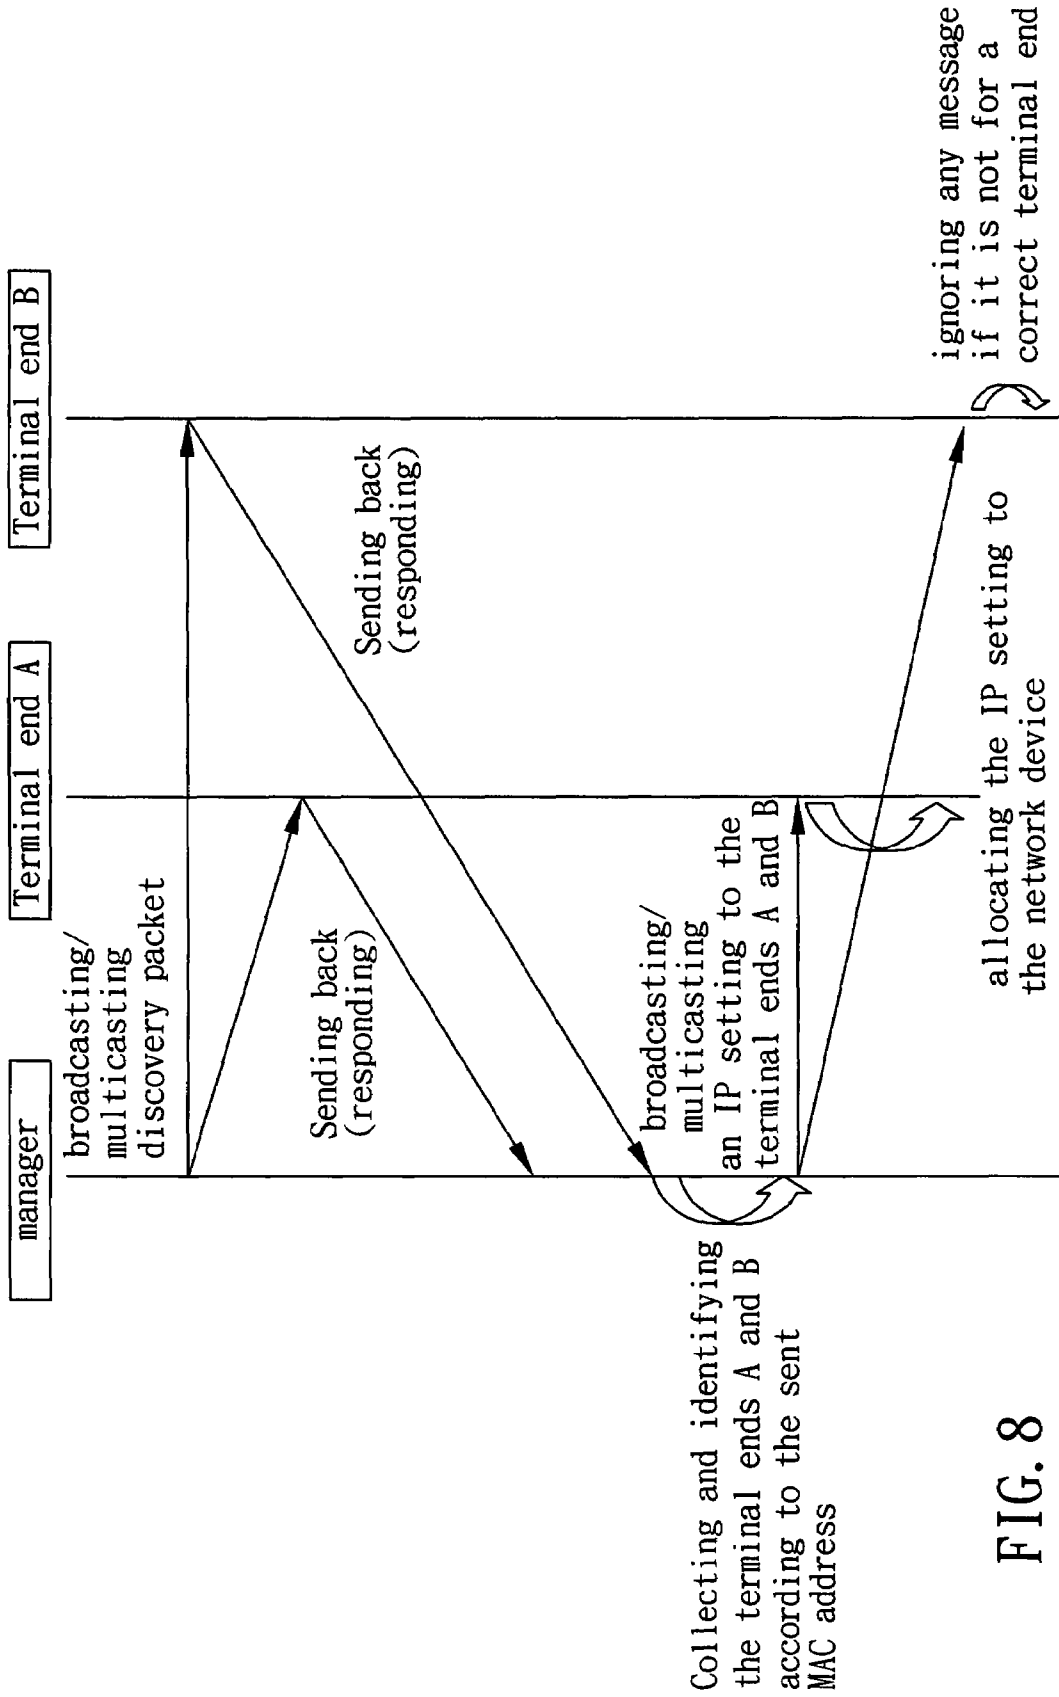 manager
Terminal end A
Terminal end B
broadcasting/
multicasting
discovery packet
Sending back
(responding)
Sending back
(responding)
Collecting and identifying
the terminal ends A and B
according to the sent
MAC address
broadcasting/
multicasting
an IP setting to the
terminal ends A and B
allocating the IP setting to
the network device
ignoring any message
if it is not for a
correct terminal end
FIG. 8